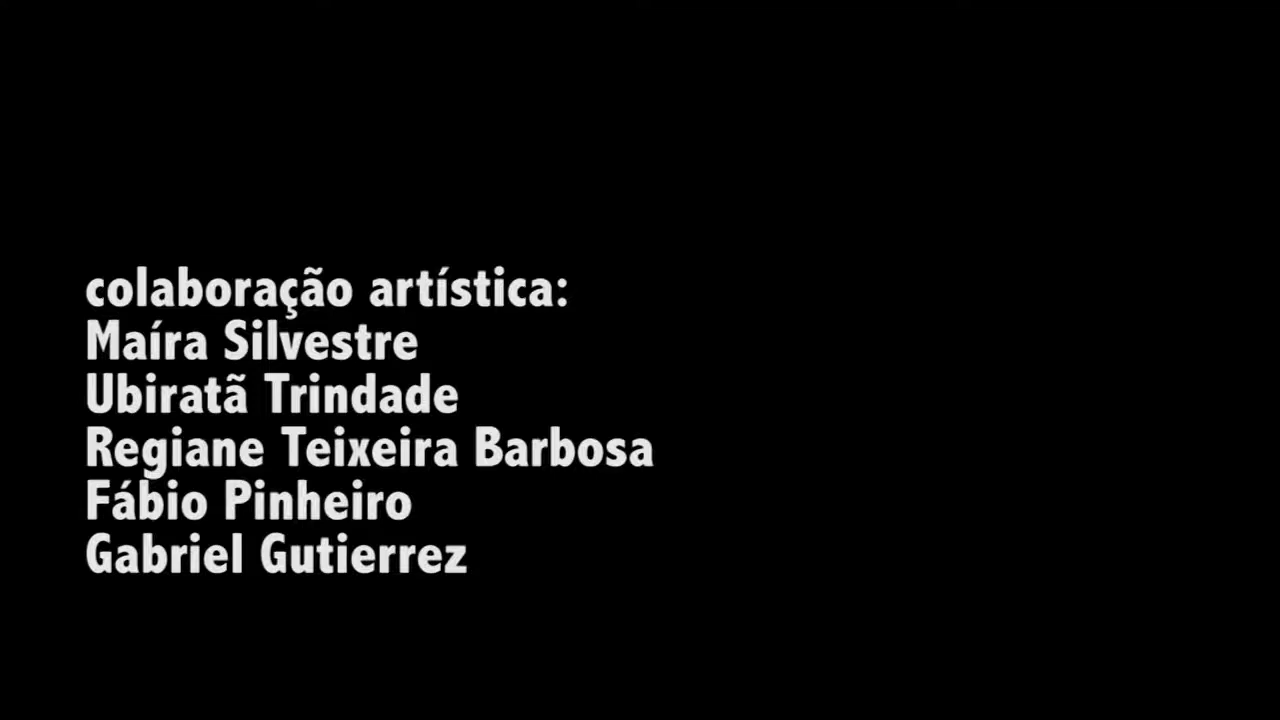 colaboração artística:
Maíra Silvestre
Ubiratã Trindade
Regiane Teixeira Barbosa
Fábio Pinheiro
Gabriel Gutierrez